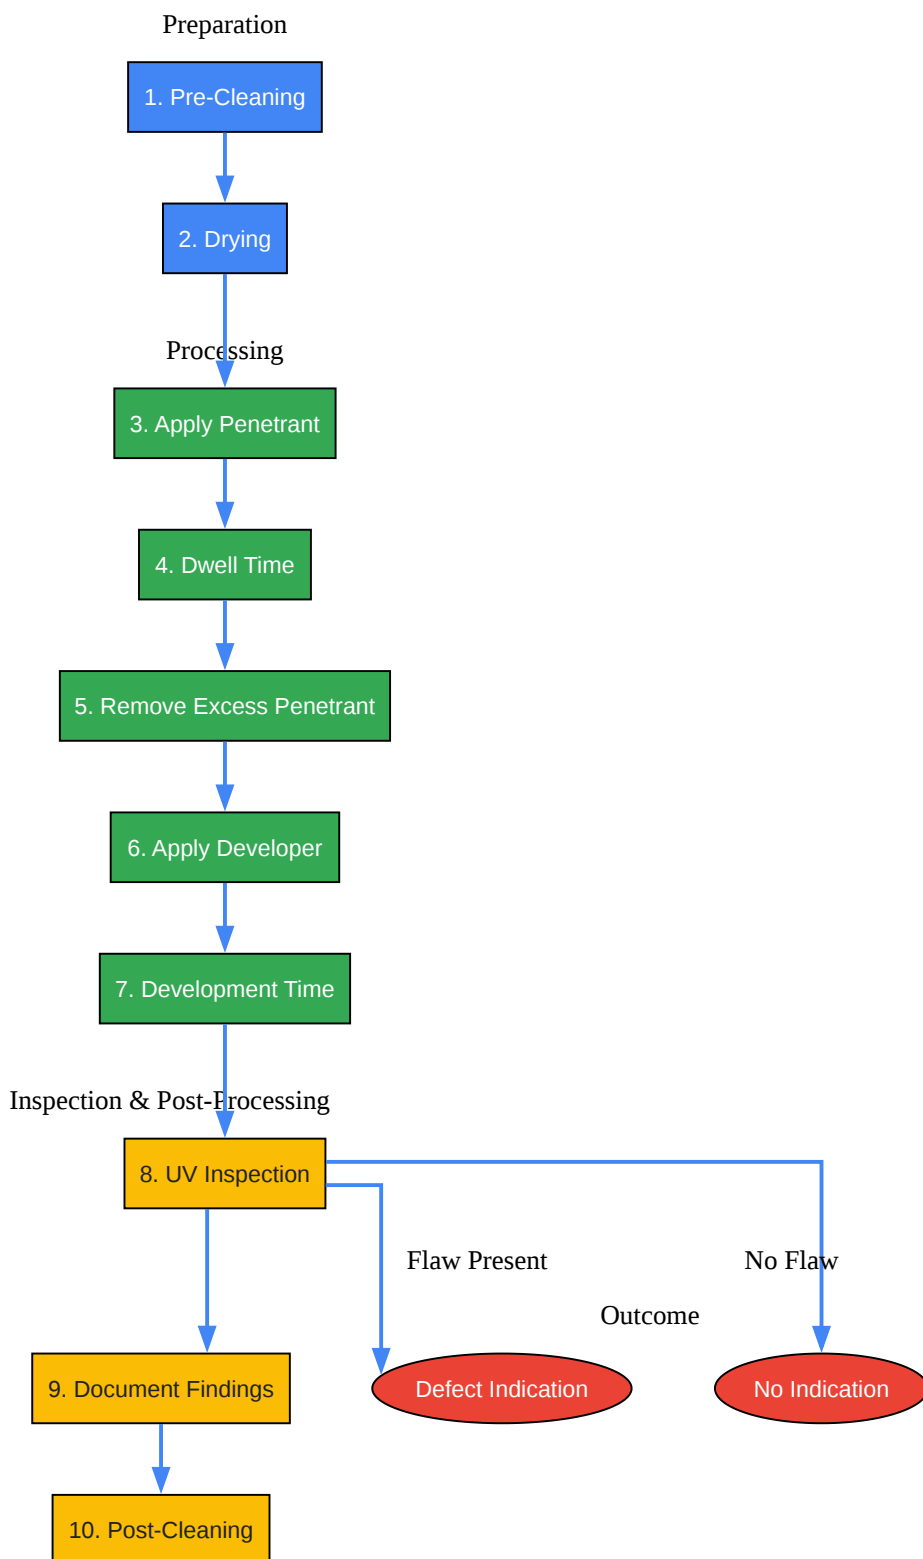 Preparation
1. Pre-Cleaning
2. Drying
Processing
3. Apply Penetrant
4. Dwell Time
5. Remove Excess Penetrant
6. Apply Developer
7. Development Time
Inspection & Post-Processing
8. UV Inspection
Flaw Present
No Flaw
Outcome
9. Document Findings
Defect Indication
No Indication
10. Post-Cleaning